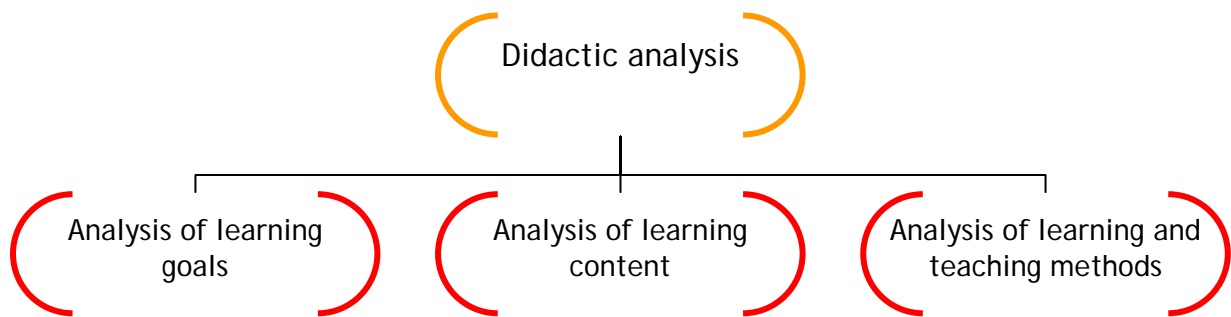 Didactic analysis
Analysis of learning
goals
Analysis of learning
content
Analysis of learning and
teaching methods